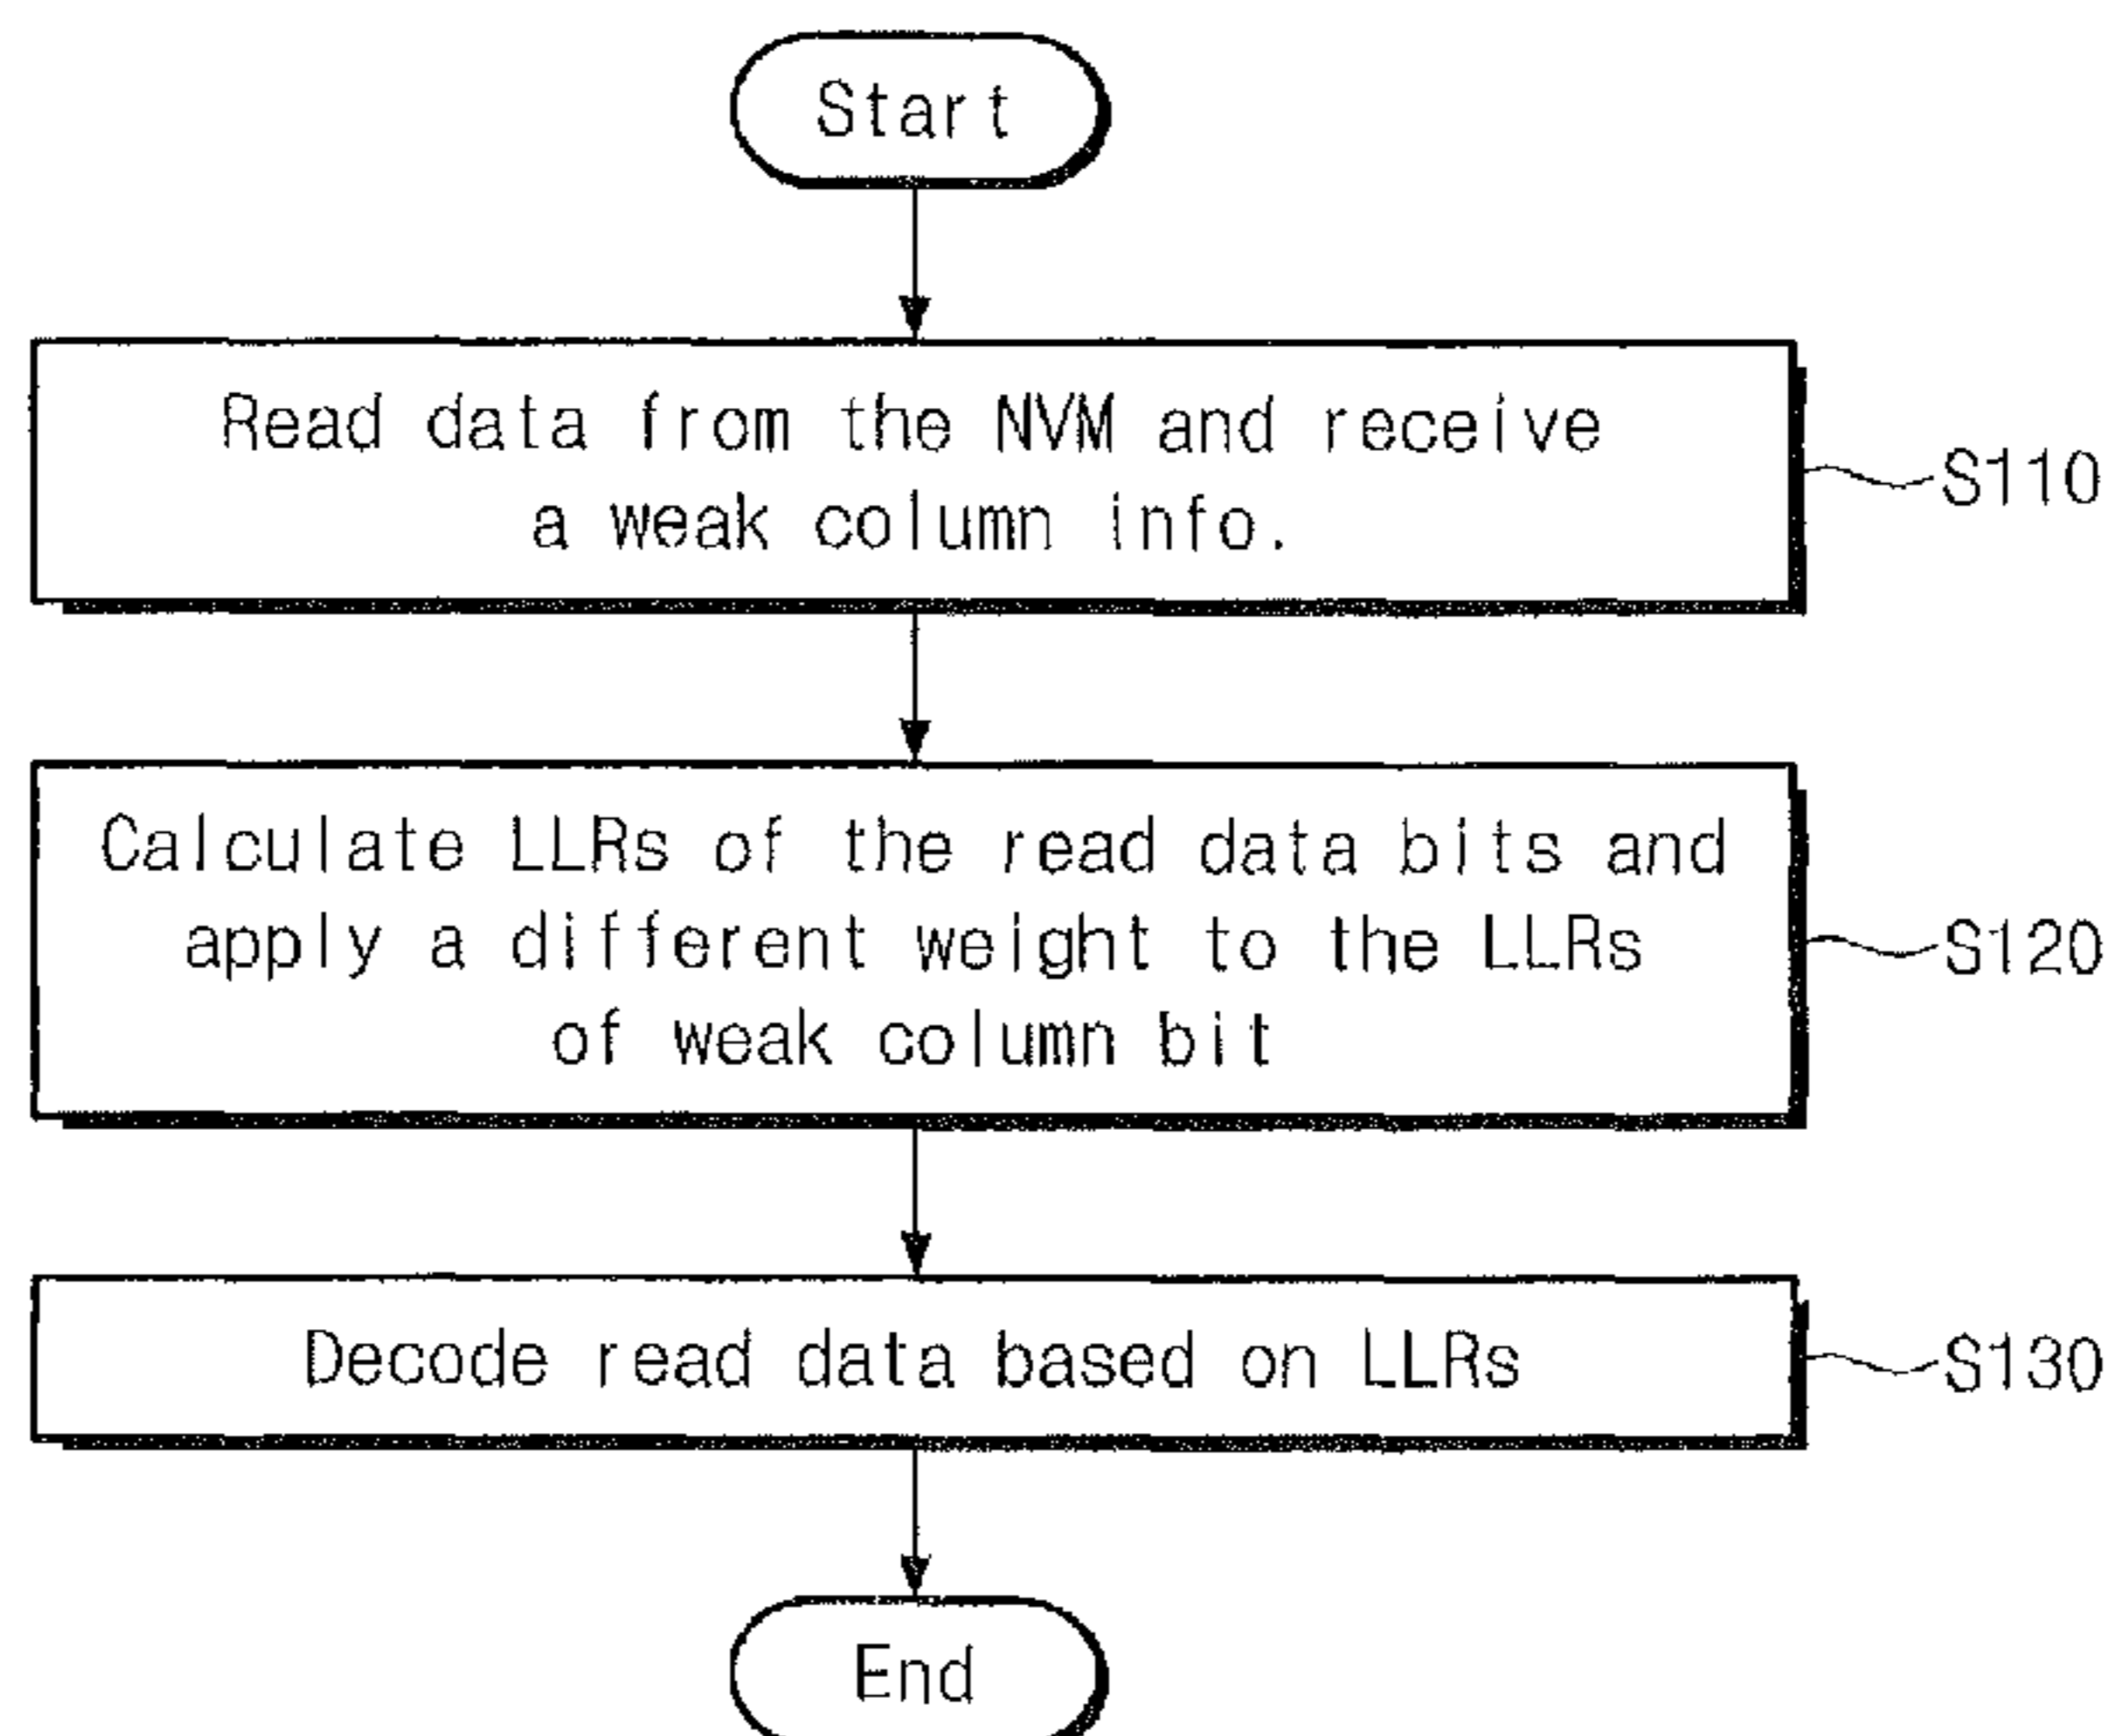 Start
Read data from the NVM and receive
a weak column info.
S110
Calculate LLRs of the read data bits and
apply a different weight to the LLRs
of weak column bit
S120
Decode read data based on LLRs
S130
End